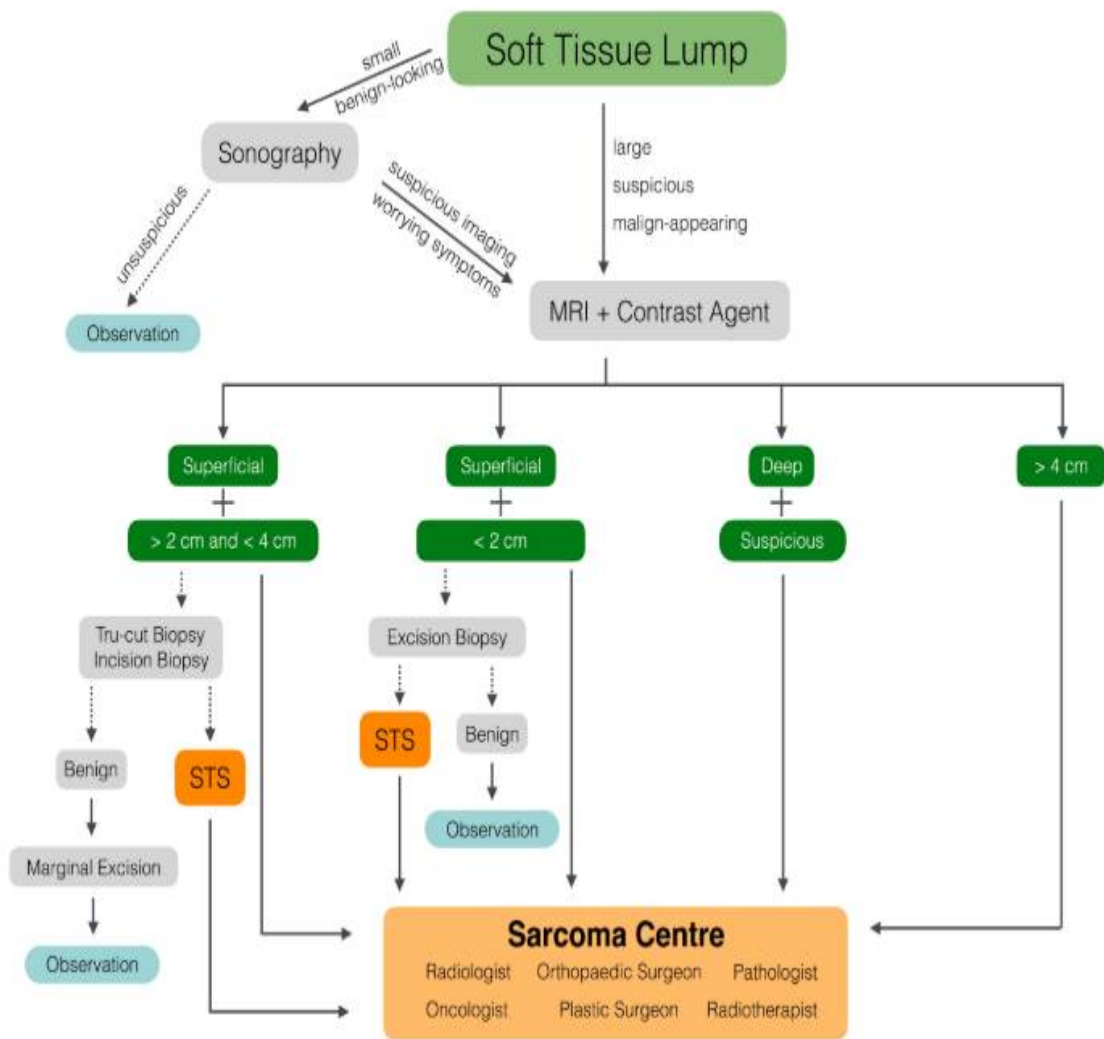 Soft Tissue Lump
small
benign-looking
Sonography
large
suspicious
malign-appearing
suspicious imaging
worrying symptoms
unsuspicious
Observation
MRI + Contrast Agent
Superficial
Superficial
Deep
> 4 cm
> 2 cm and < 4 cm
< 2 cm
Suspicious
Tru-cut Biopsy
Incision Biopsy
Excision Biopsy
Benign
STS
STS
Benign
Observation
Marginal Excision
Observation
Sarcoma Centre
Radiologist Orthopaedic Surgeon Pathologist
Oncologist Plastic Surgeon Radiotherapist